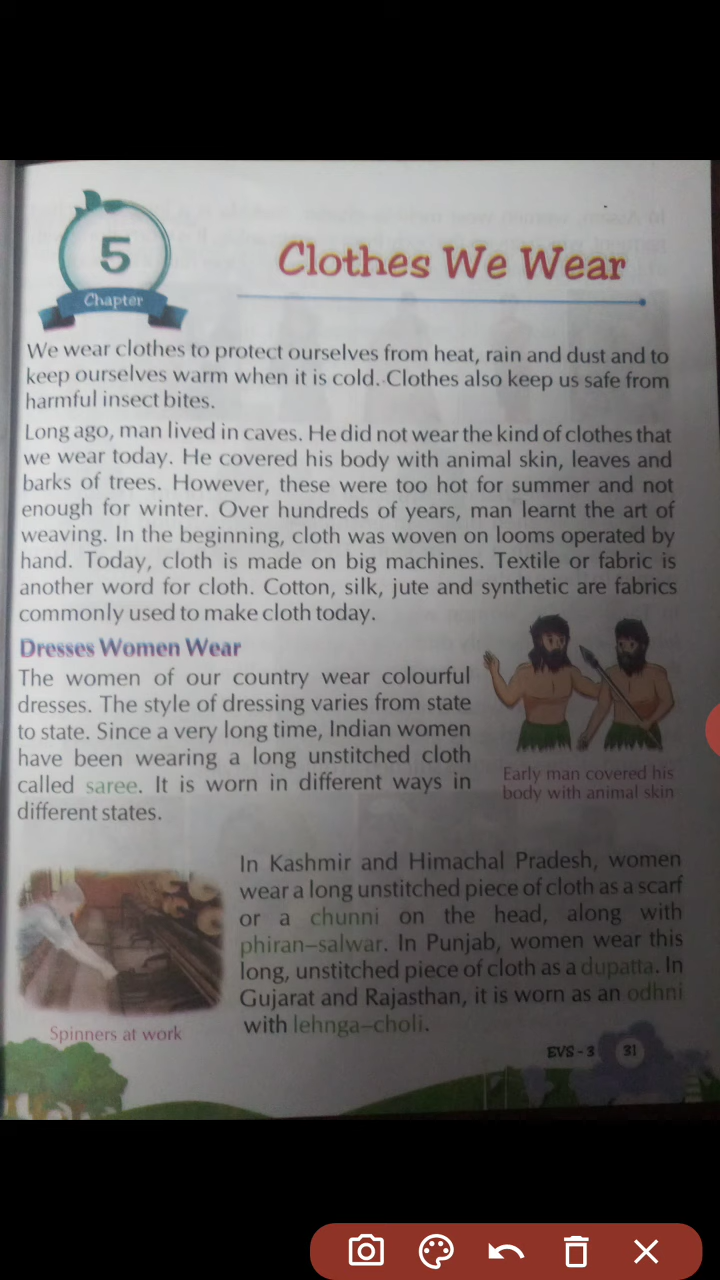 5
Chapter
Clothes We Wear
We wear clothes to protect ourselves from heat, rain and dust and to
keep ourselves warm when it is cold. Clothes also keep us safe from
harmful insect bites.
Long ago, man lived in caves. He did not wear the kind of clothes that
we wear today. He covered his body with animal skin, leaves and
barks of trees. However, these were too hot for summer and not
enough for winter. Over hundreds of years, man learnt the art of
weaving. In the beginning, cloth was woven on looms operated by
hand. Today, cloth is made on big machines. Textile or fabric is
another word for cloth. Cotton, silk, jute and synthetic are fabrics
commonly used to make cloth today.
Dresses Women Wear
The women of our country wear colourful
dresses. The style of dressing varies from state
to state. Since a very long time, Indian women
have been wearing a long unstitched cloth
called saree. It is worn in different ways in
different states.
Early man covered his
body with animal skin
In Kashmir and Himachal Pradesh, women
wear a long unstitched piece of cloth as a scarf
or a chunni on the head, along with
phiran–salwar. In Punjab, women wear this
long, unstitched piece of cloth as a dupatta. In
Gujarat and Rajasthan, it is worn as an odhni
with lehnga–choli.
Spinners at work
EVS - 3 31